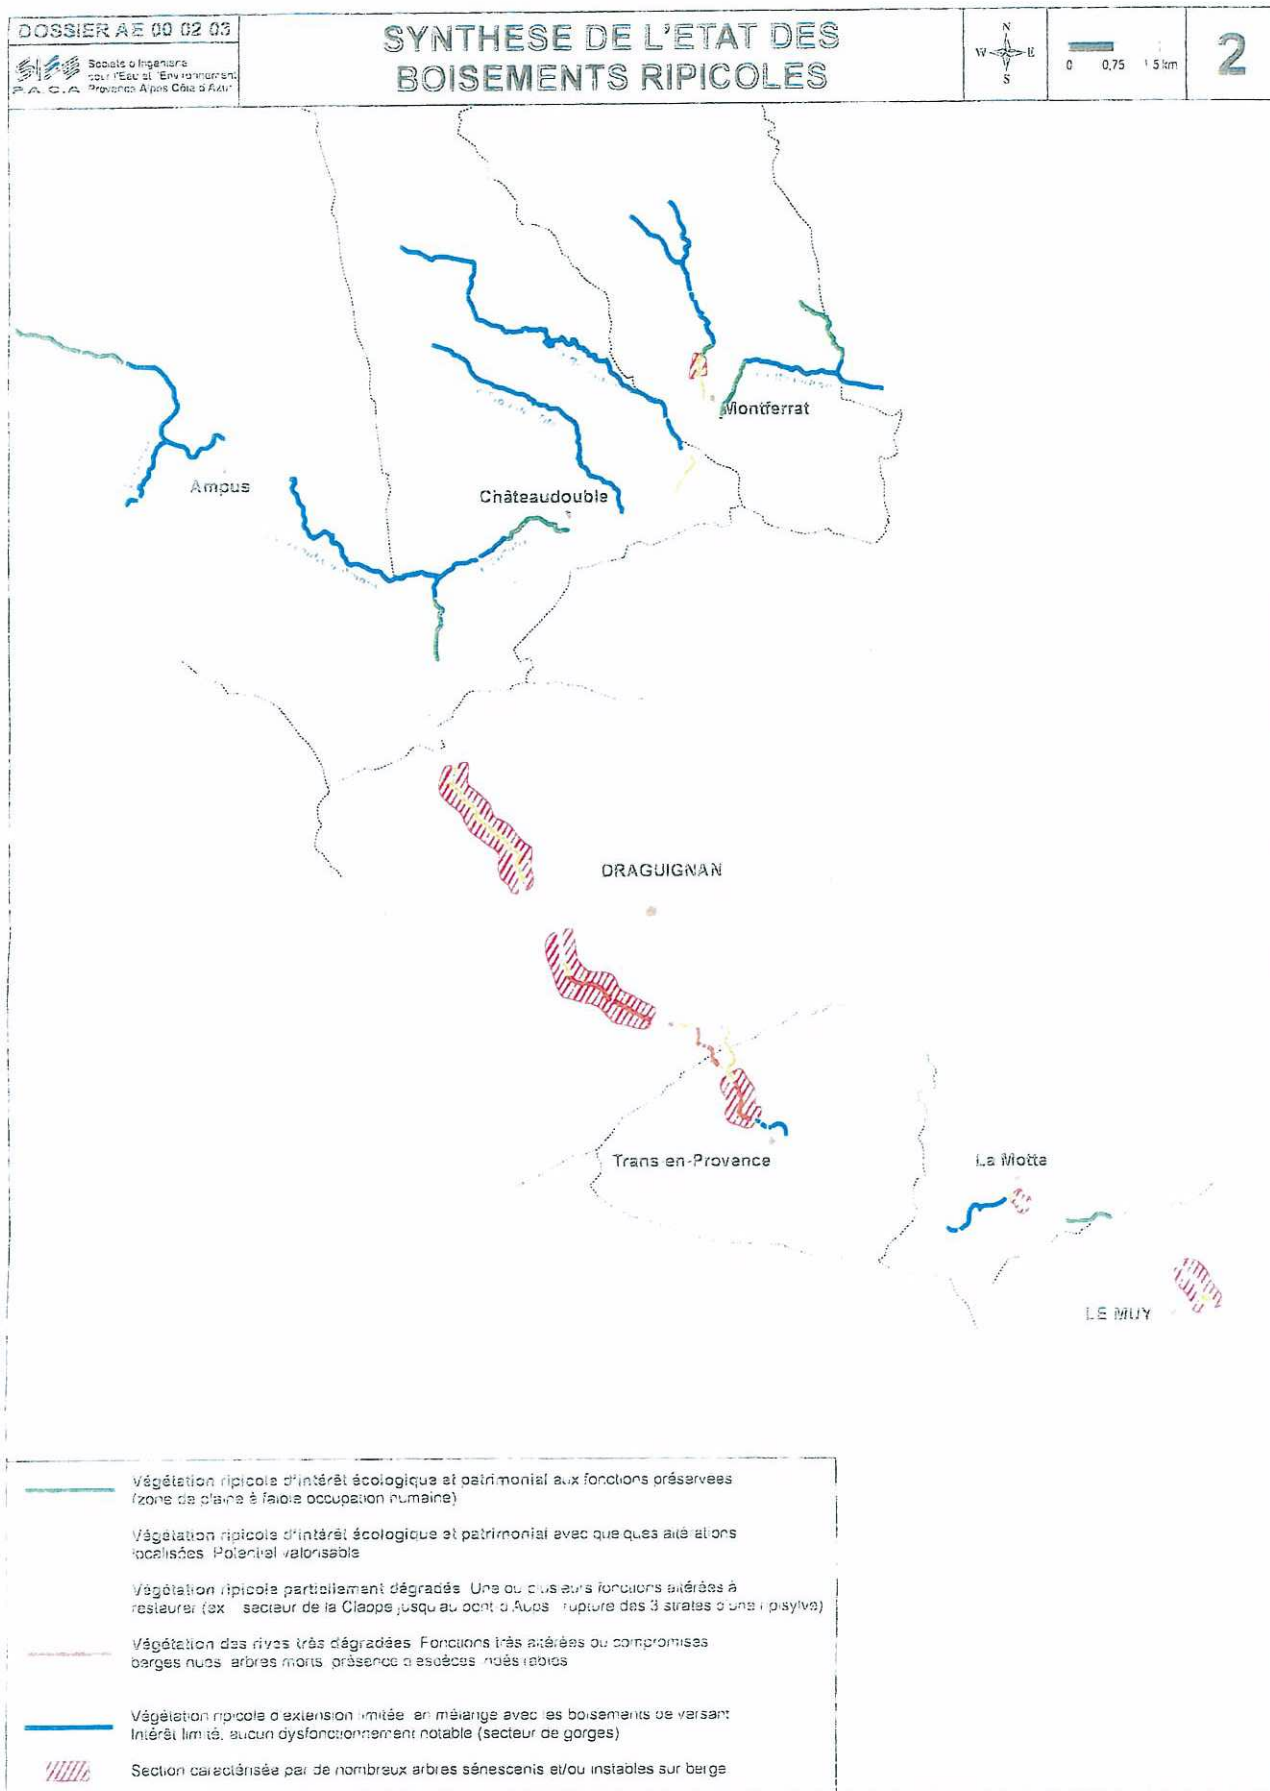 DOSSIER AE 00 02 03
SYNTHESE DE L'ETAT DES
BOISEMENTS RIPICOLES
N
W E
S
0 0,75 1 5 km
2
Société d Ingénierie
pour l'Eau et l'Environnement
P.A.C.A Provence Alpes Côte d Azur
Montferrat
Ampus
Châteaudouble
DRAGUIGNAN
Trans-en-Provence
La Motte
LE MUY
Végétation ripicole d'intérêt écologique et patrimonial aux fonctions préservées
(zone de plaine à faible occupation humaine)
Végétation ripicole d'intérêt écologique et patrimonial avec quelques altérations
localisées Potentiel valorisable
Végétation ripicole partiellement dégradée Une ou plusieurs fonctions altérées à
restaurer (ex secteur de la Clappe jusqu au pont d Aups rupture des 3 strates d une ripisylve)
Végétation des rives très dégradées Fonctions très altérées ou compromises
berges nues arbres morts présence d espèces indésirables
Végétation ripicole d extension limitée en mélange avec les boisements de versant
Intérêt limité, aucun dysfonctionnement notable (secteur de gorges)
Section caractérisée par de nombreux arbres sénescents et/ou instables sur berge